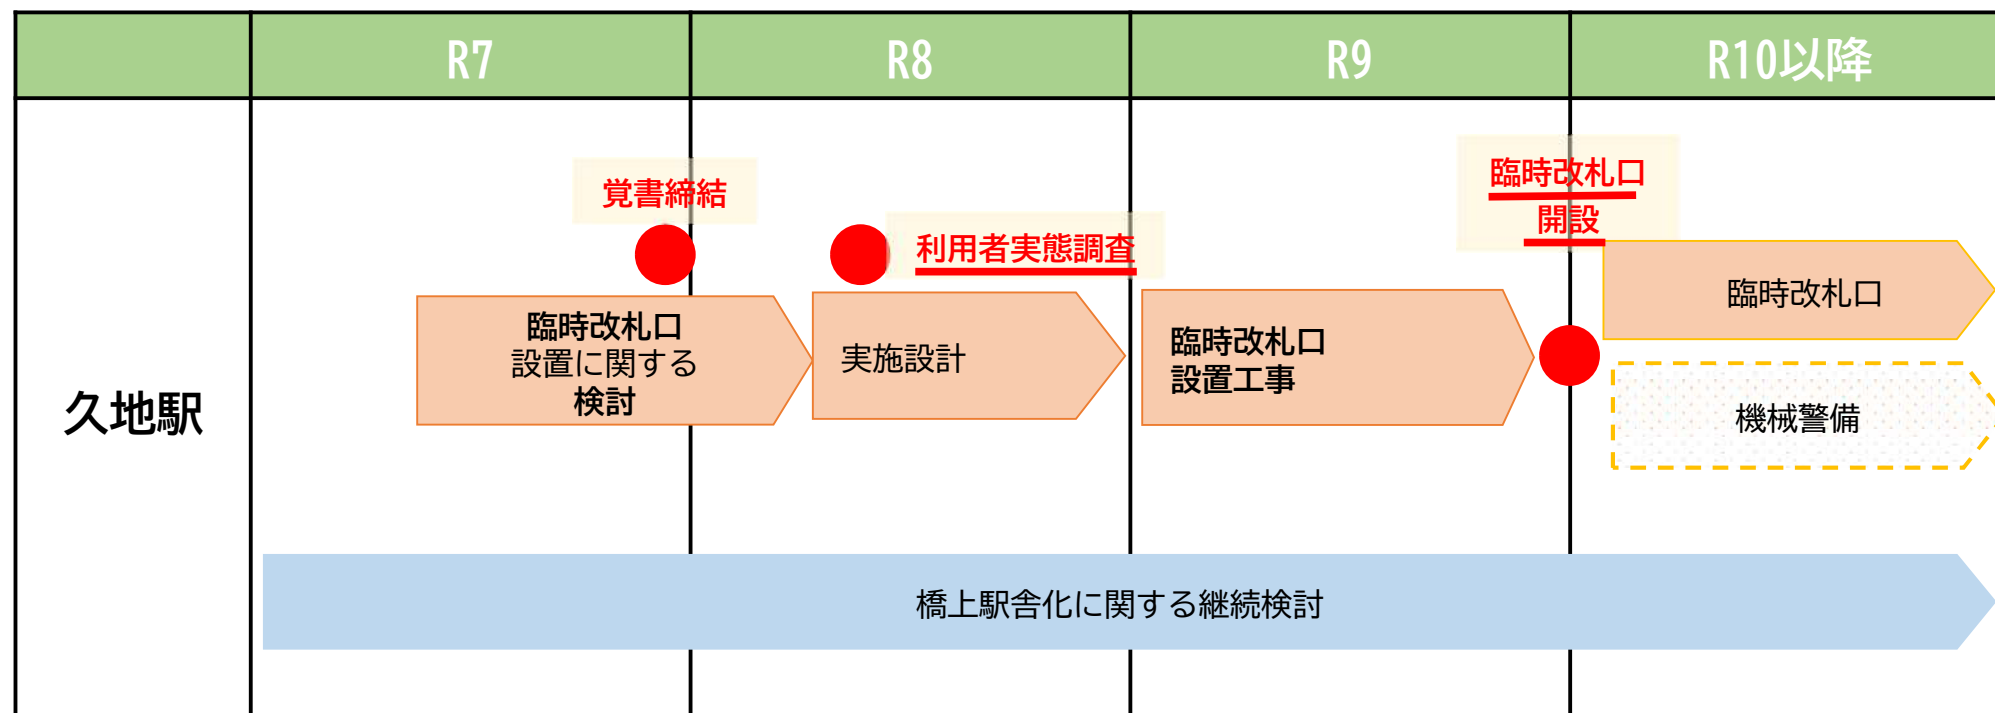 R7
R8
R9
R10以降
久地駅
覚書締結
利用者実態調査
臨時改札口
開設
臨時改札口
設置に関する
検討
実施設計
臨時改札口
設置工事
臨時改札口
機械警備
橋上駅舎化に関する継続検討